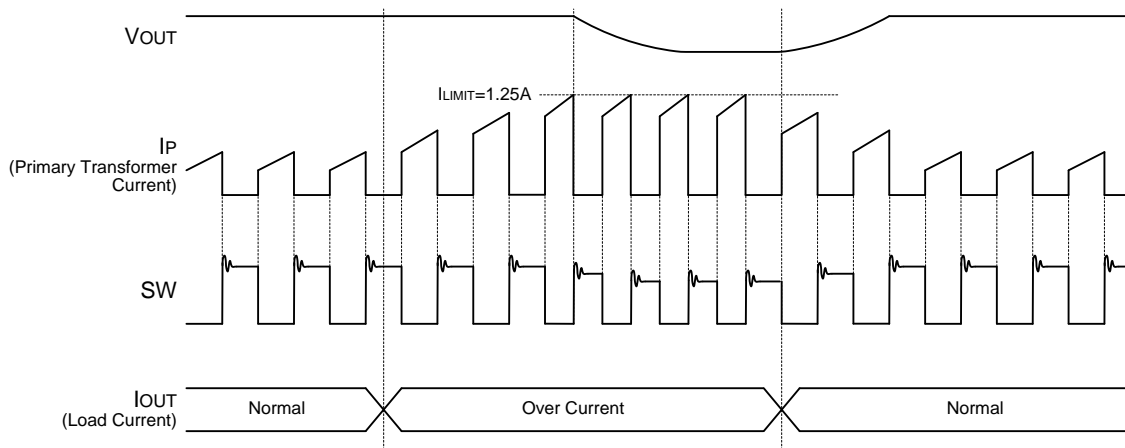 VOUT
ILIMIT=1.25A
IP
(Primary Transformer
Current)
SW
IOUT
(Load Current)
Normal
Over Current
Normal